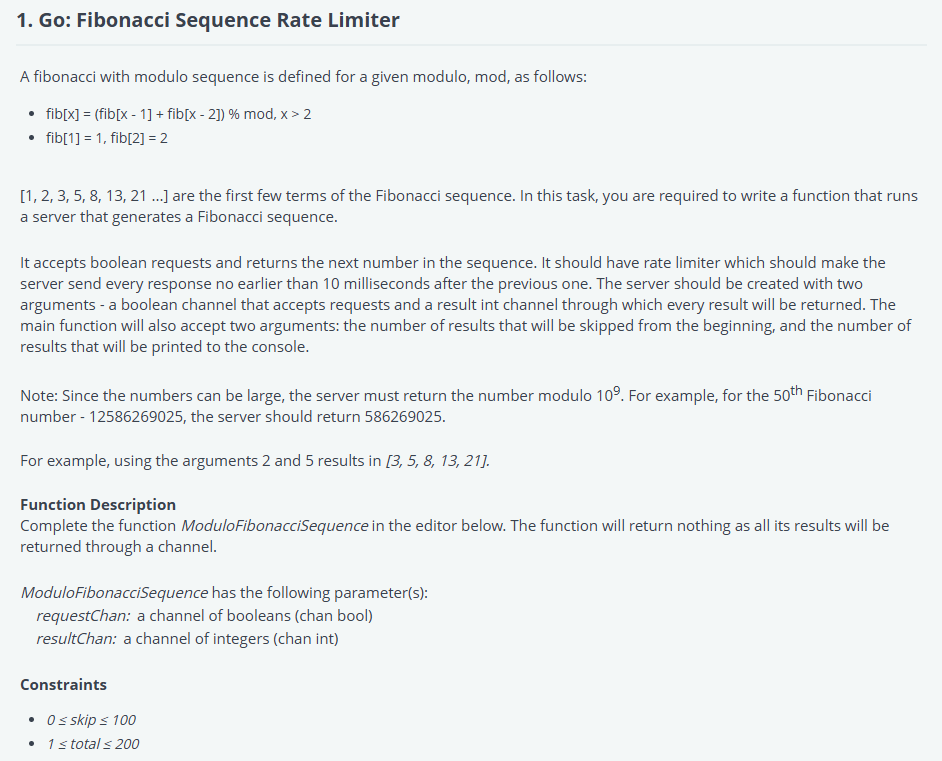 1. Go: Fibonacci Sequence Rate Limiter
A fibonacci with modulo sequence is defined for a given modulo, mod, as follows:
• fib[x] = (fib[x - 1] + fib[x - 2]) % mod, x > 2
• fib[1] = 1, fib[2] = 2
[1, 2, 3, 5, 8, 13, 21 ...] are the first few terms of the Fibonacci sequence. In this task, you are required to write a function that runs
a server that generates a Fibonacci sequence.
It accepts boolean requests and returns the next number in the sequence. It should have rate limiter which should make the
server send every response no earlier than 10 milliseconds after the previous one. The server should be created with two
arguments - a boolean channel that accepts requests and a result int channel through which every result will be returned. The
main function will also accept two arguments: the number of results that will be skipped from the beginning, and the number of
results that will be printed to the console.
Note: Since the numbers can be large, the server must return the number modulo 10⁹. For example, for the 50ᵗʰ Fibonacci
number - 12586269025, the server should return 586269025.
For example, using the arguments 2 and 5 results in [3, 5, 8, 13, 21].
Function Description
Complete the function ModuloFibonacciSequence in the editor below. The function will return nothing as all its results will be
returned through a channel.
ModuloFibonacciSequence has the following parameter(s):
requestChan: a channel of booleans (chan bool)
resultChan: a channel of integers (chan int)
Constraints
• 0 ≤ skip ≤ 100
• 1 ≤ total ≤ 200